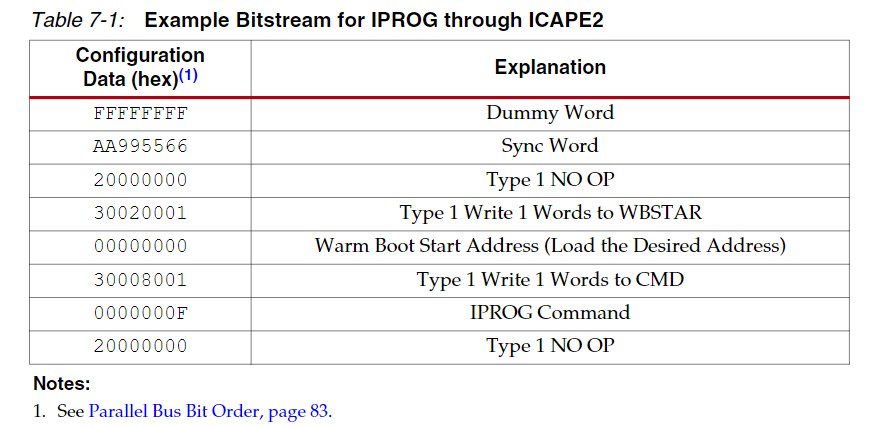 Table 7-1: Example Bitstream for IPROG through ICAPE2
Configuration
Data (hex)(1)
Explanation
FFFFFFFF Dummy Word
AA995566 Sync Word
20000000 Type 1 NO OP
30020001 Type 1 Write 1 Words to WBSTAR
00000000 Warm Boot Start Address (Load the Desired Address)
30008001 Type 1 Write 1 Words to CMD
0000000F IPROG Command
20000000 Type 1 NO OP
Notes:
1. See Parallel Bus Bit Order, page 83.